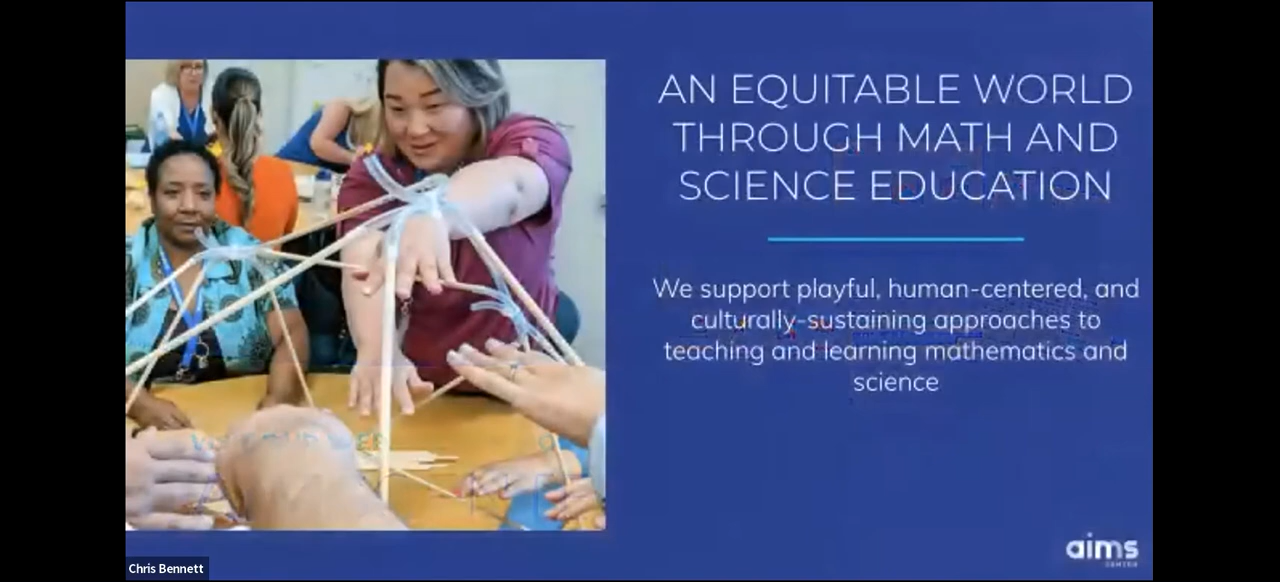 AN EQUITABLE WORLD
THROUGH MATH AND
SCIENCE EDUCATION
We support playful, human-centered, and
culturally-sustaining approaches to
teaching and learning mathematics and
science
aims
CENTER
Chris Bennett